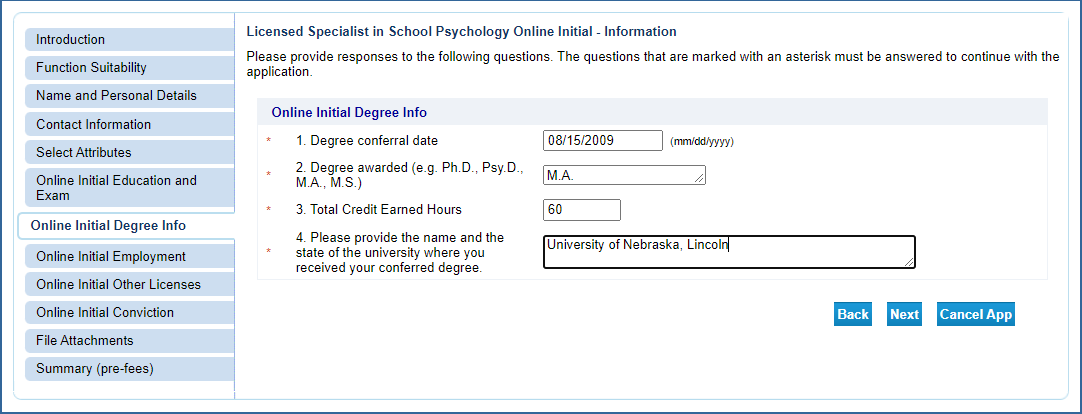 Licensed Specialist in School Psychology Online Initial - Information
Please provide responses to the following questions. The questions that are marked with an asterisk must be answered to continue with the
application.
Introduction
Function Suitability
Name and Personal Details
Contact Information
Select Attributes
Online Initial Education and
Exam
Online Initial Degree Info
Online Initial Employment
Online Initial Other Licenses
Online Initial Conviction
File Attachments
Summary (pre-fees)
Online Initial Degree Info
* 1. Degree conferral date 08/15/2009 (mm/dd/yyyy)
* 2. Degree awarded (e.g. Ph.D., Psy.D.,
M.A., M.S.) M.A.
* 3. Total Credit Earned Hours 60
* 4. Please provide the name and the
state of the university where you
received your conferred degree. University of Nebraska, Lincoln
Back Next Cancel App